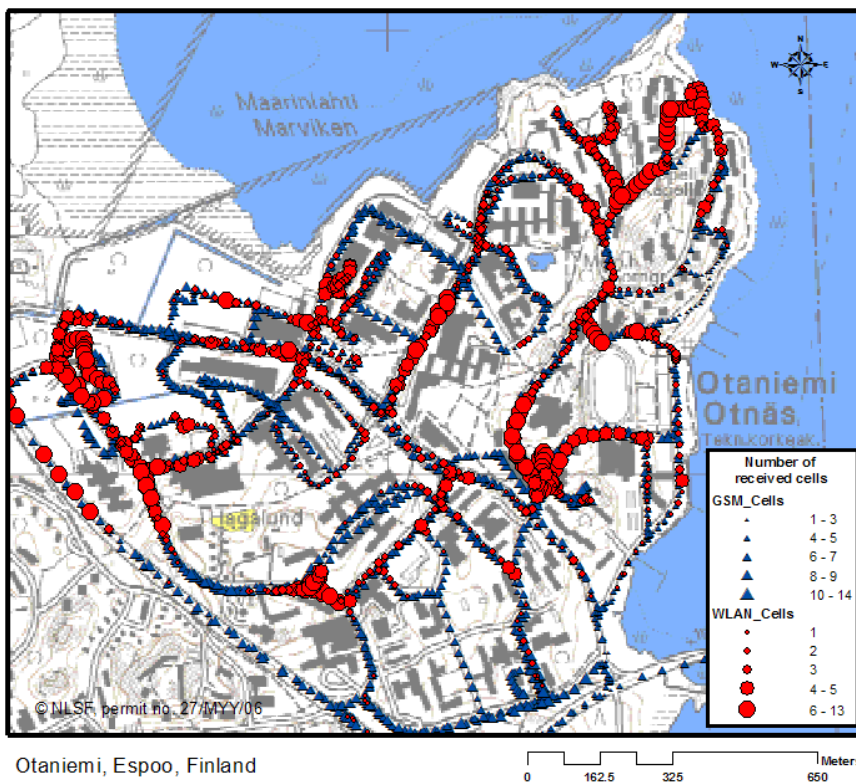 N
W E
S
Maarinlahti
Marviken
Otaniemi
Otnäs
Teknikorkeak.
Hagalund
Number of
received cells
GSM_Cells
1 - 3
4 - 5
6 - 7
8 - 9
10 - 14
WLAN_Cells
1
2
3
4 - 5
6 - 13
© NLSF, permit no. 27/MYY/06
Otaniemi, Espoo, Finland
Meters
0 162.5 325 650